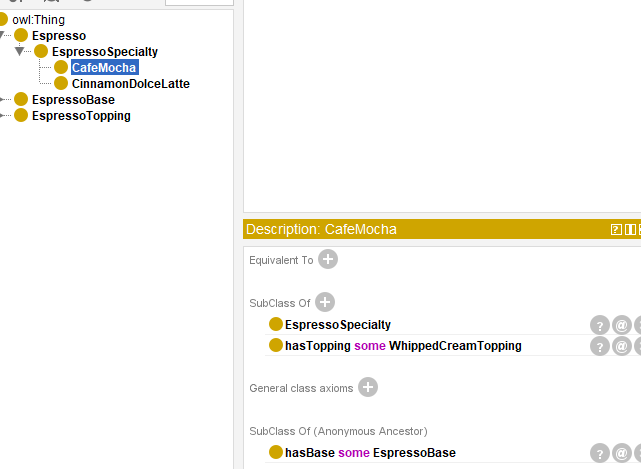 owl:Thing
Espresso
EspressoSpecialty
CafeMocha
CinnamonDolceLatte
EspressoBase
EspressoTopping
Description: CafeMocha
Equivalent To
SubClass Of
EspressoSpecialty
hasTopping some WhippedCreamTopping
General class axioms
SubClass Of (Anonymous Ancestor)
hasBase some EspressoBase